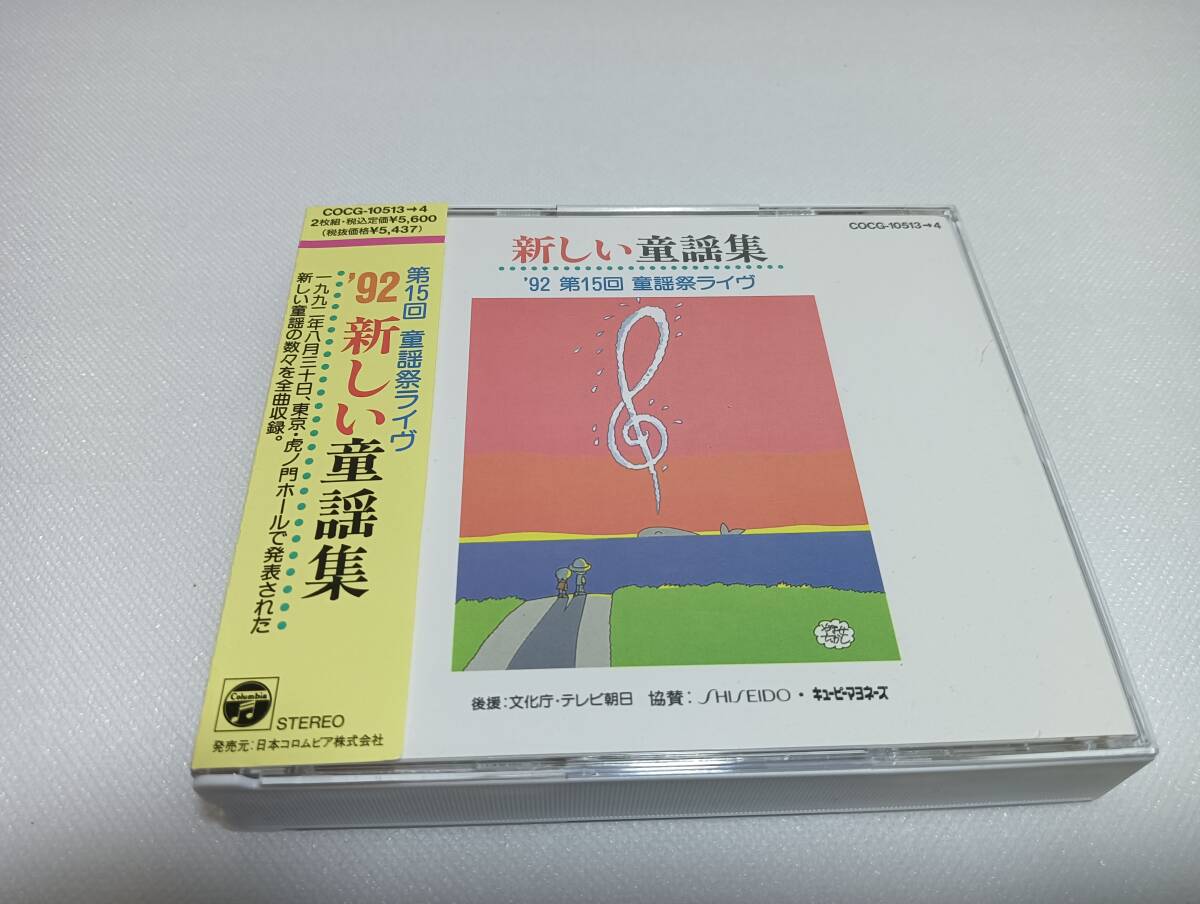 COCG-10513→4
2枚組・税込定価¥5,600
(税抜価格¥5,437)
第15回 童謡祭ライヴ
'92 新しい童謡集
一九九二年八月三十日、東京・虎ノ門ホールで発表された
新しい童謡の数々を全曲収録。
Columbia
STEREO
発売元:日本コロムビア株式会社
COCG-10513→4
新しい童謡集
'92 第15回 童謡祭ライヴ
やなせ
たかし
後援:文化庁・テレビ朝日 協賛:SHISEIDO・キユーピーマヨネーズ